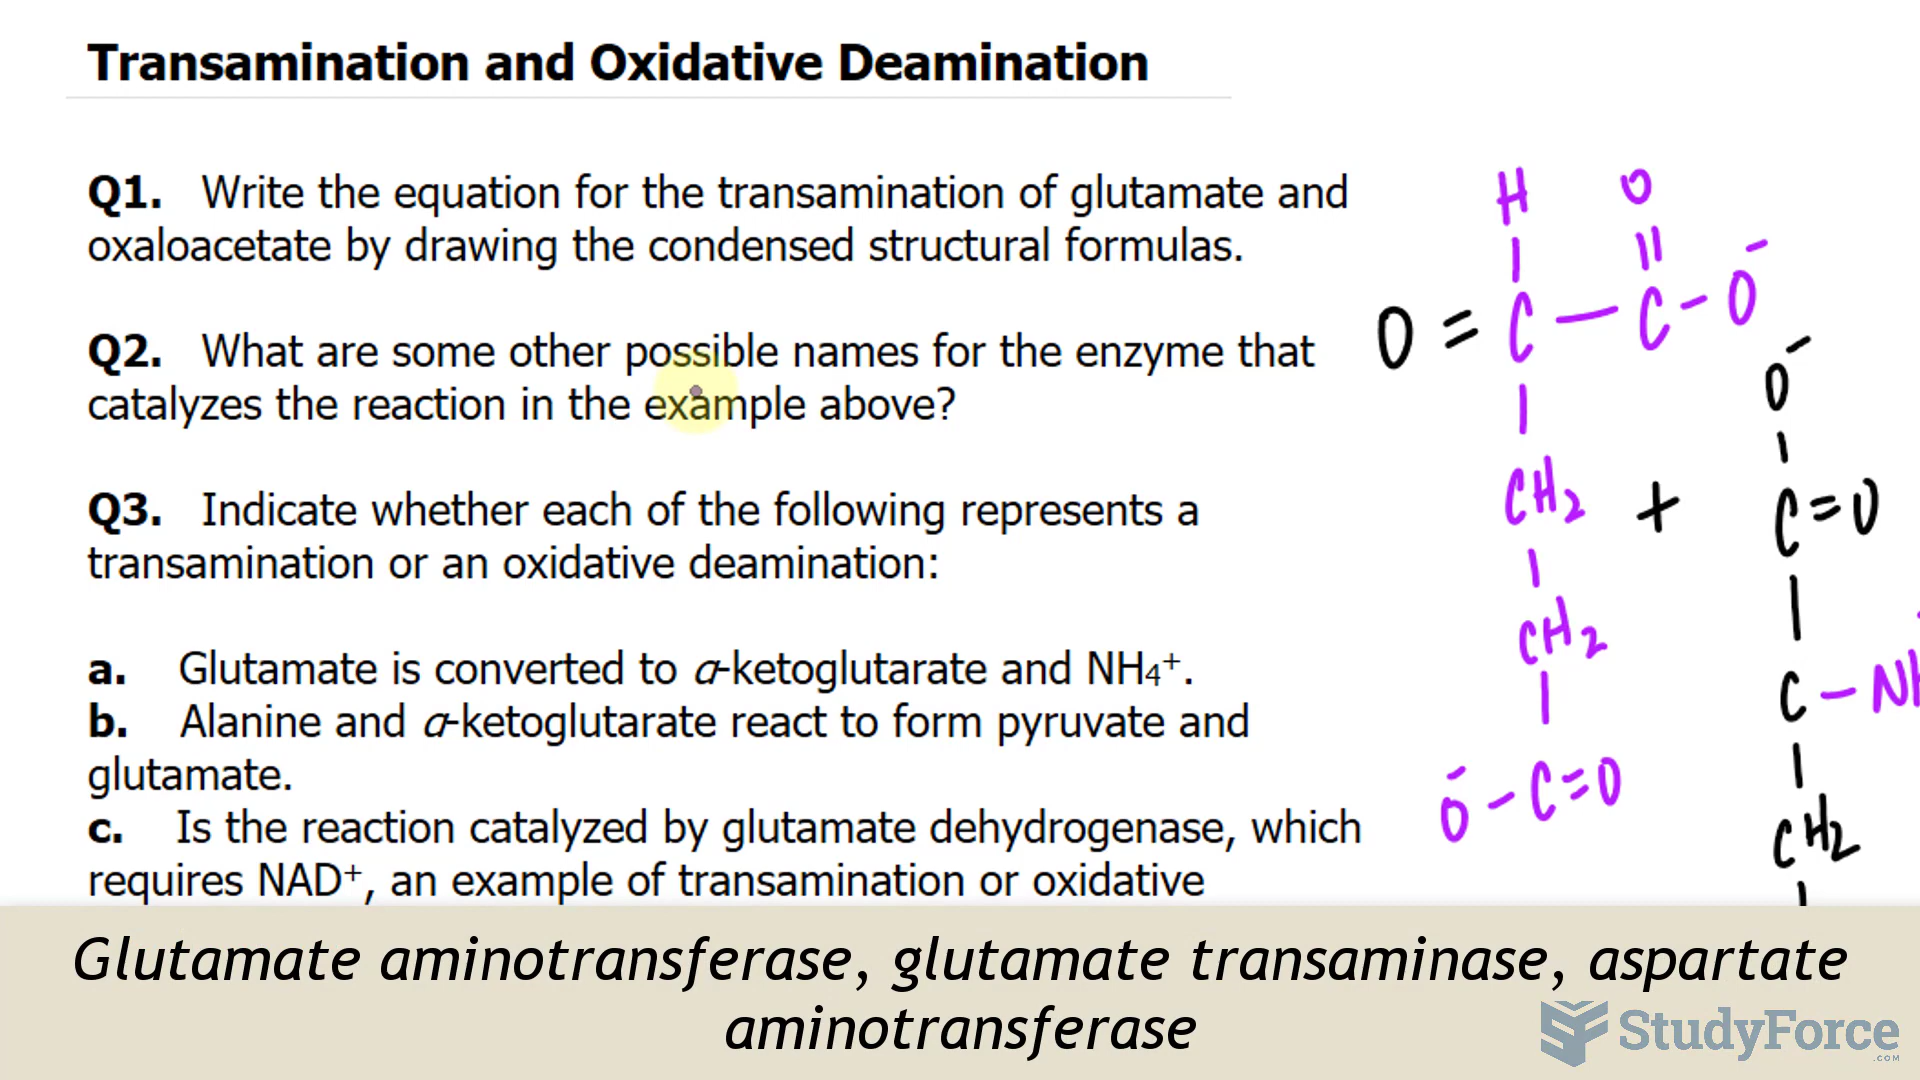 Transamination and Oxidative Deamination
Q1. Write the equation for the transamination of glutamate and
oxaloacetate by drawing the condensed structural formulas.
Q2. What are some other possible names for the enzyme that
catalyzes the reaction in the example above?
Q3. Indicate whether each of the following represents a
transamination or an oxidative deamination:
a. Glutamate is converted to α-ketoglutarate and NH₄⁺.
b. Alanine and α-ketoglutarate react to form pyruvate and
glutamate.
c. Is the reaction catalyzed by glutamate dehydrogenase, which
requires NAD⁺, an example of transamination or oxidative
H O
O = C - C - O⁻
CH₂
CH₂
⁻O - C = O
+
O⁻
C = O
C - NH
CH₂
Glutamate aminotransferase, glutamate transaminase, aspartate
aminotransferase
StudyForce
.COM